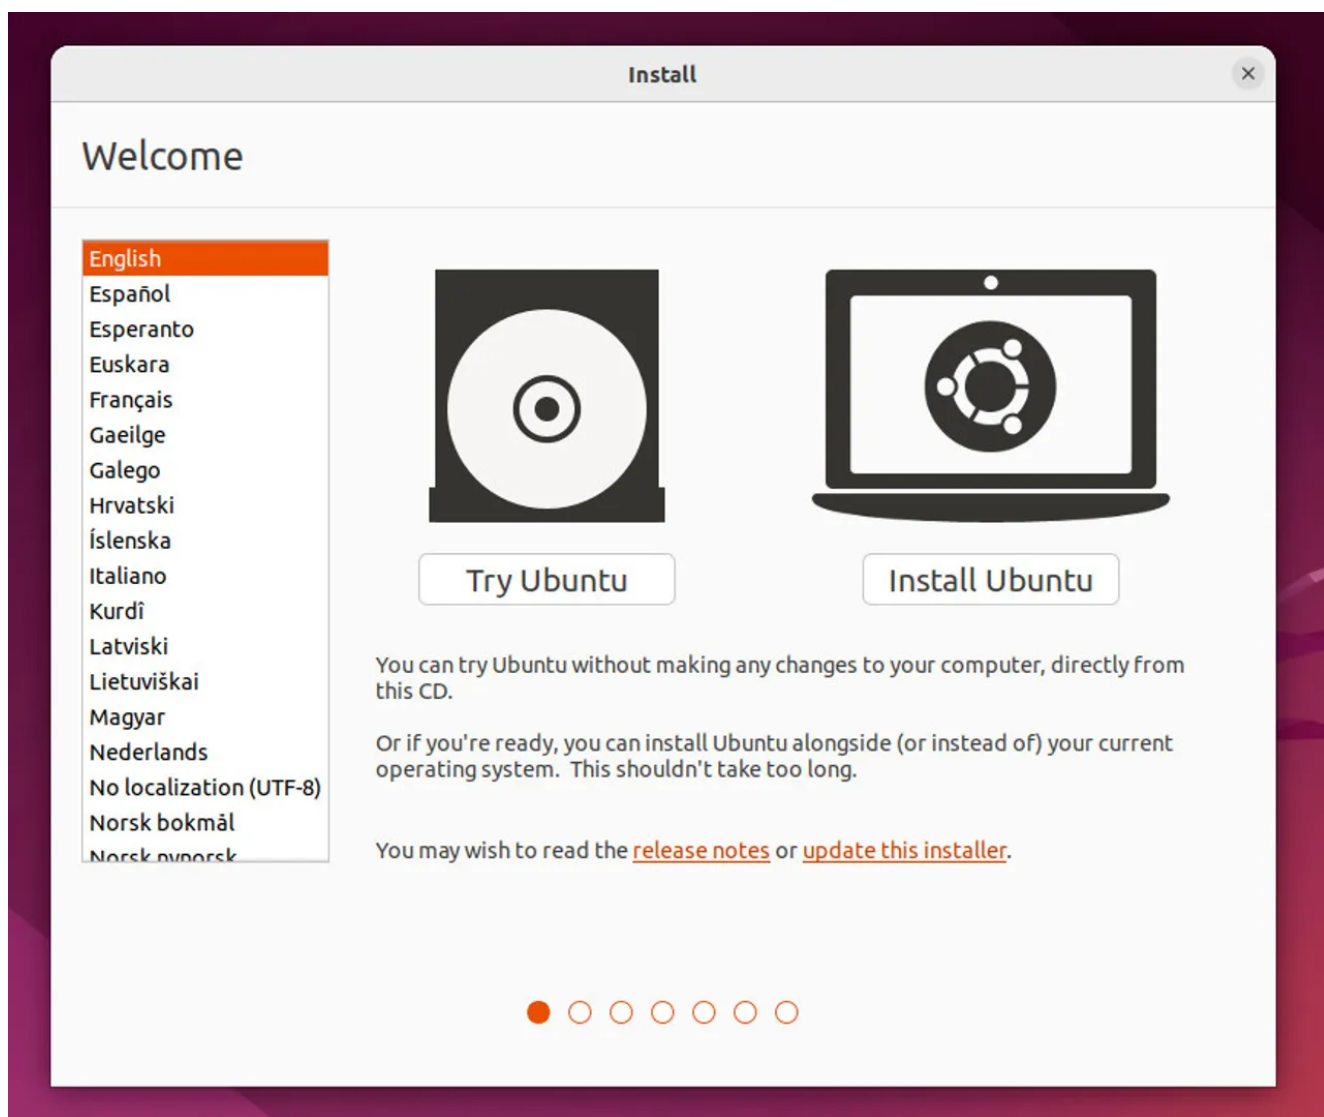 Install
Welcome
English
Español
Esperanto
Euskara
Français
Gaeilge
Galego
Hrvatski
Íslenska
Italiano
Kurdî
Latviski
Lietuviškai
Magyar
Nederlands
No localization (UTF-8)
Norsk bokmål
Norsk nynorsk
Try Ubuntu
Install Ubuntu
You can try Ubuntu without making any changes to your computer, directly from
this CD.
Or if you're ready, you can install Ubuntu alongside (or instead of) your current
operating system.  This shouldn't take too long.
You may wish to read the release notes or update this installer.